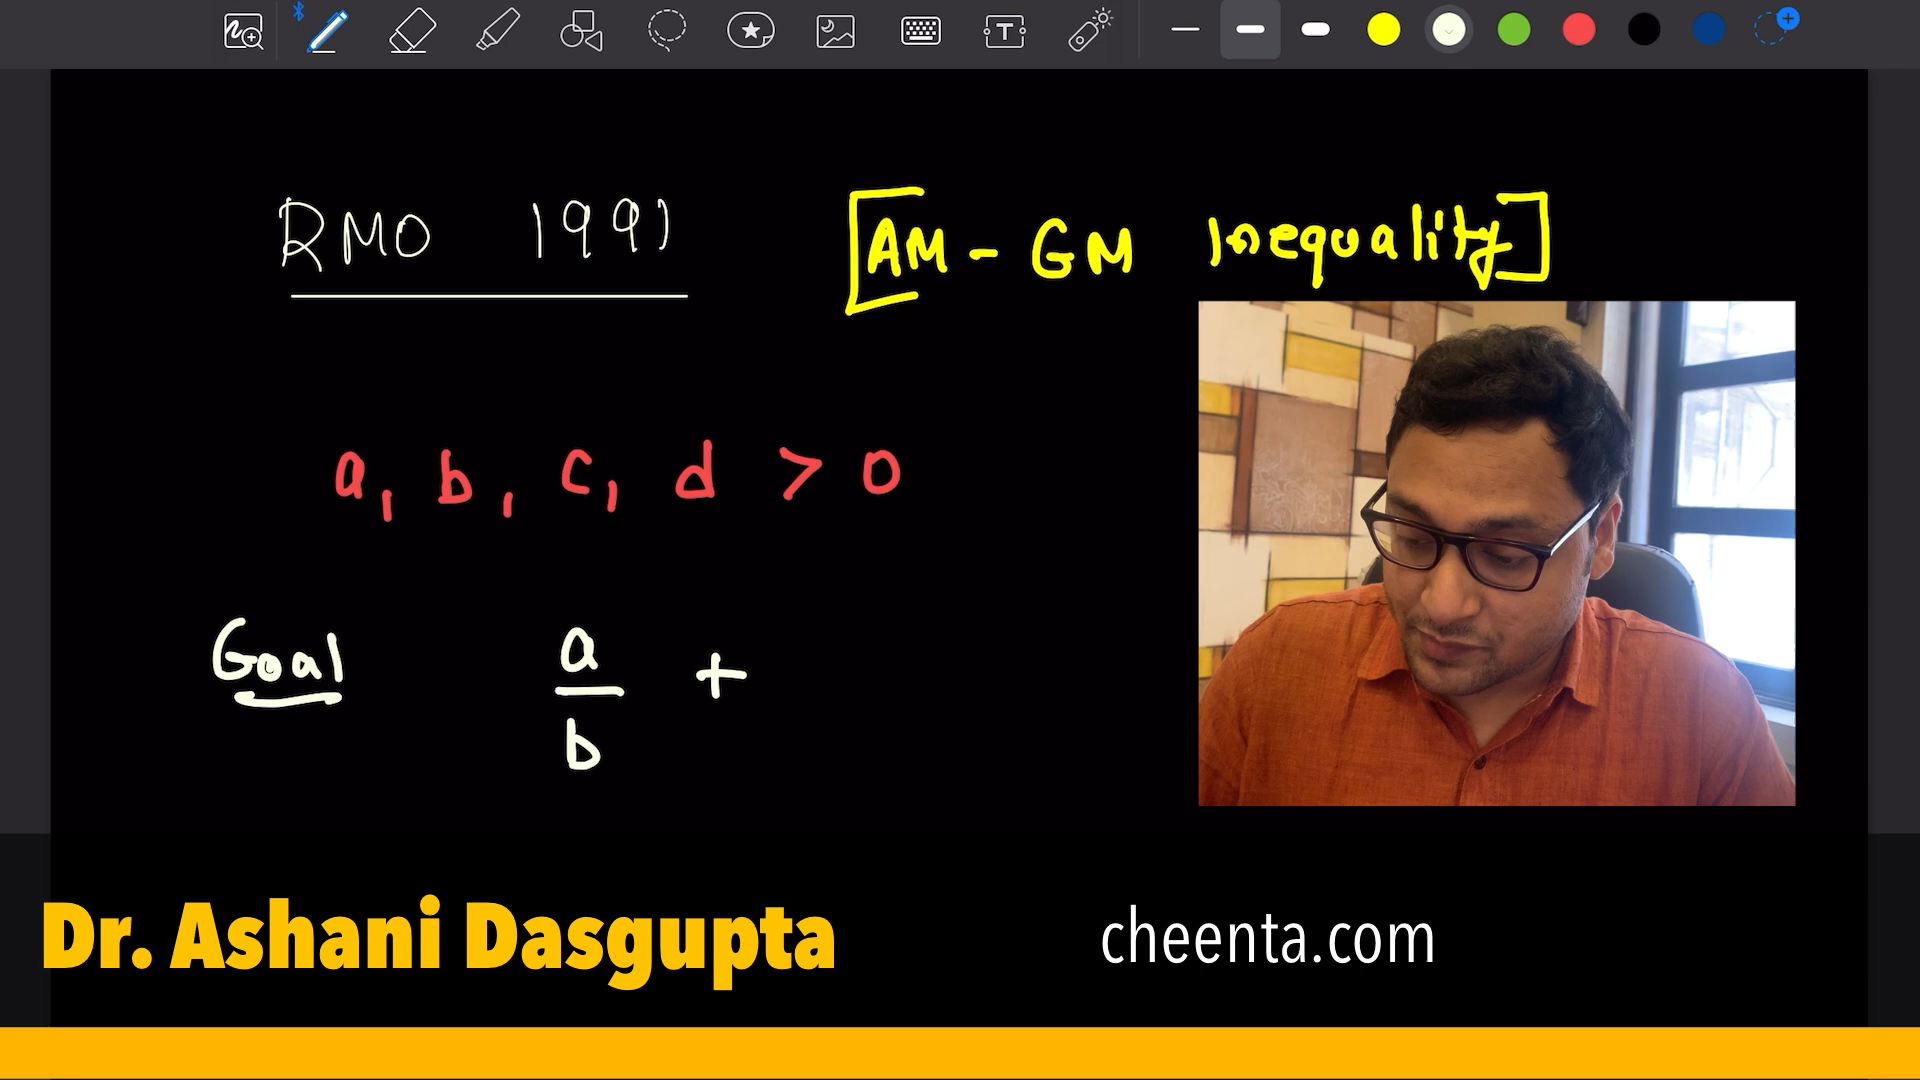 RMO 1991 [AM - GM Inequality]
a, b, c, d > 0
Goal a/b +
Dr. Ashani Dasgupta cheenta.com